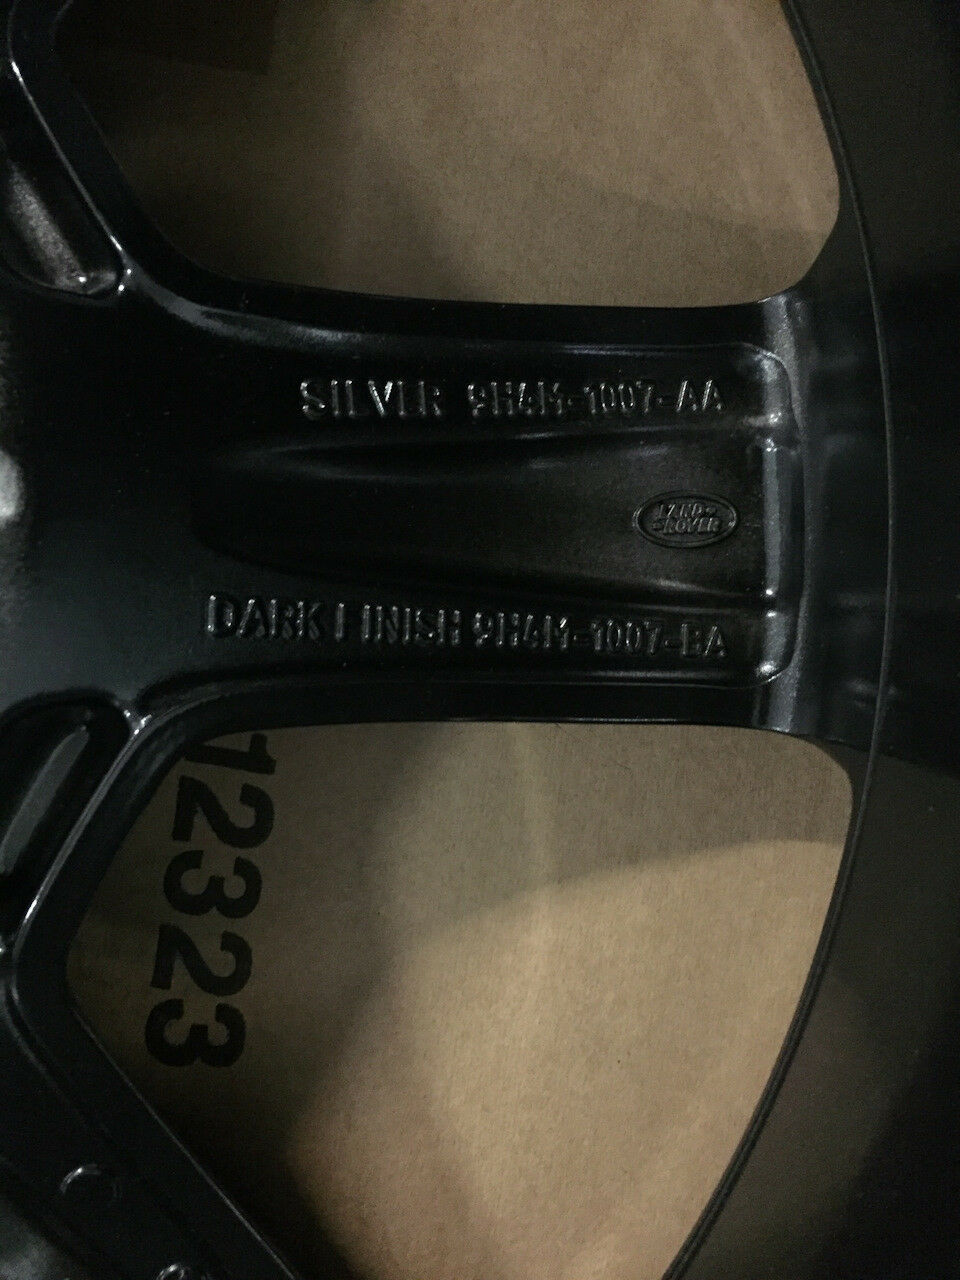 SILVER 9H4M-1007-AA
LAND-
-ROVER
DARK FINISH 9H4M-1007-BA
12323